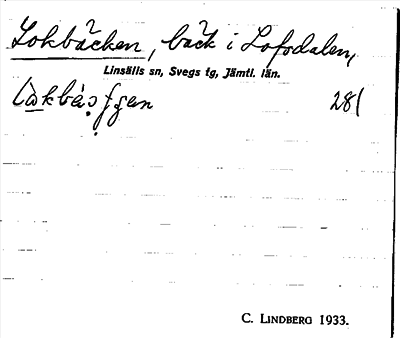 Lokbäcken, bäck i Lofsdalen,
Linsälls sn, Svegs tg, Jämtl. län.
281
C. LINDBERG 1933.